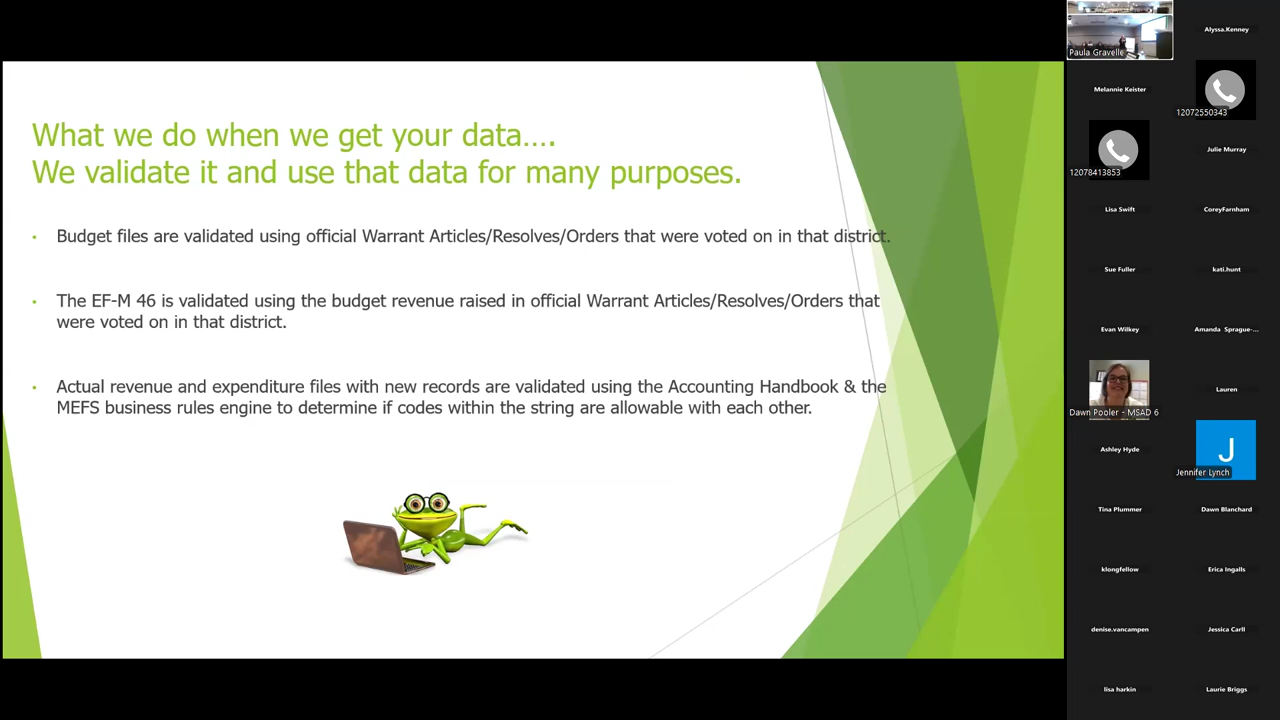 What we do when we get your data….
We validate it and use that data for many purposes.
• Budget files are validated using official Warrant Articles/Resolves/Orders that were voted on in that district.
• The EF-M 46 is validated using the budget revenue raised in official Warrant Articles/Resolves/Orders that
were voted on in that district.
• Actual revenue and expenditure files with new records are validated using the Accounting Handbook & the
MEFS business rules engine to determine if codes within the string are allowable with each other.
Paula Gravelle
Alyssa.Kenney
Melannie Keister
12072550343
12078413853
Julie Murray
Lisa Swift
CoreyFarnham
Sue Fuller
kati.hunt
Evan Wilkey
Amanda Sprague-...
Dawn Pooler - MSAD 6
Lauren
Ashley Hyde
J
Jennifer Lynch
Tina Plummer
Dawn Blanchard
klongfellow
Erica Ingalls
denise.vancampen
Jessica Carll
lisa harkin
Laurie Briggs